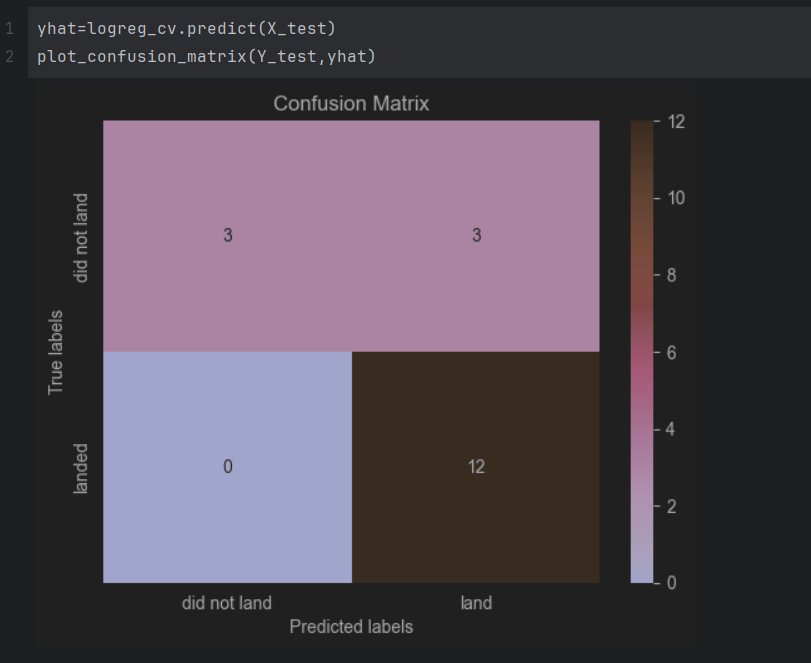 1 yhat=logreg_cv.predict(X_test)
2 plot_confusion_matrix(Y_test,yhat)
Confusion Matrix
True labels
did not land
landed
3 3
0 12
did not land land
Predicted labels
12
10
8
6
4
2
0